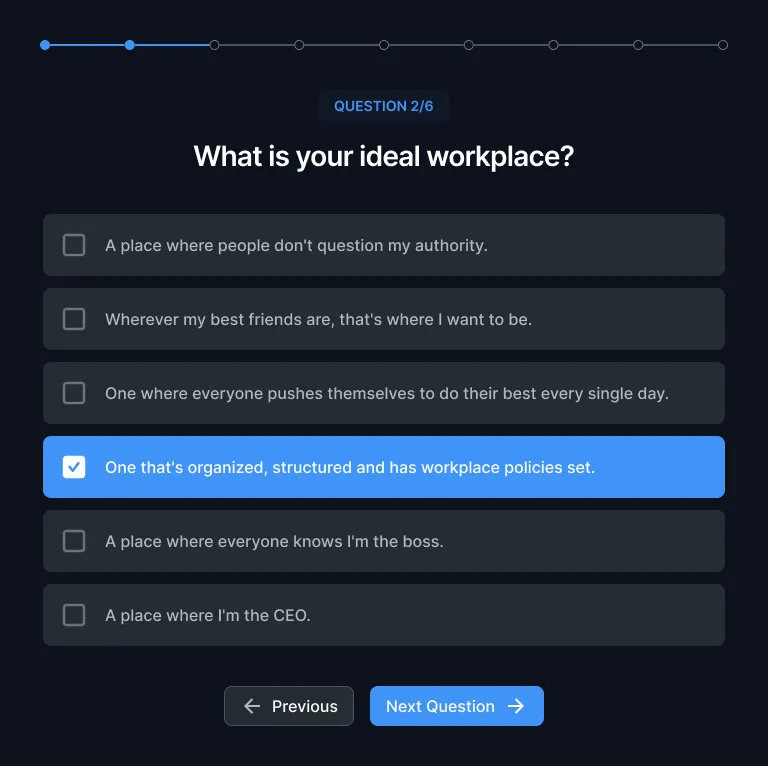 QUESTION 2/6
What is your ideal workplace?
A place where people don't question my authority.
Wherever my best friends are, that's where I want to be.
One where everyone pushes themselves to do their best every single day.
One that's organized, structured and has workplace policies set.
A place where everyone knows I'm the boss.
A place where I'm the CEO.
Previous
Next Question